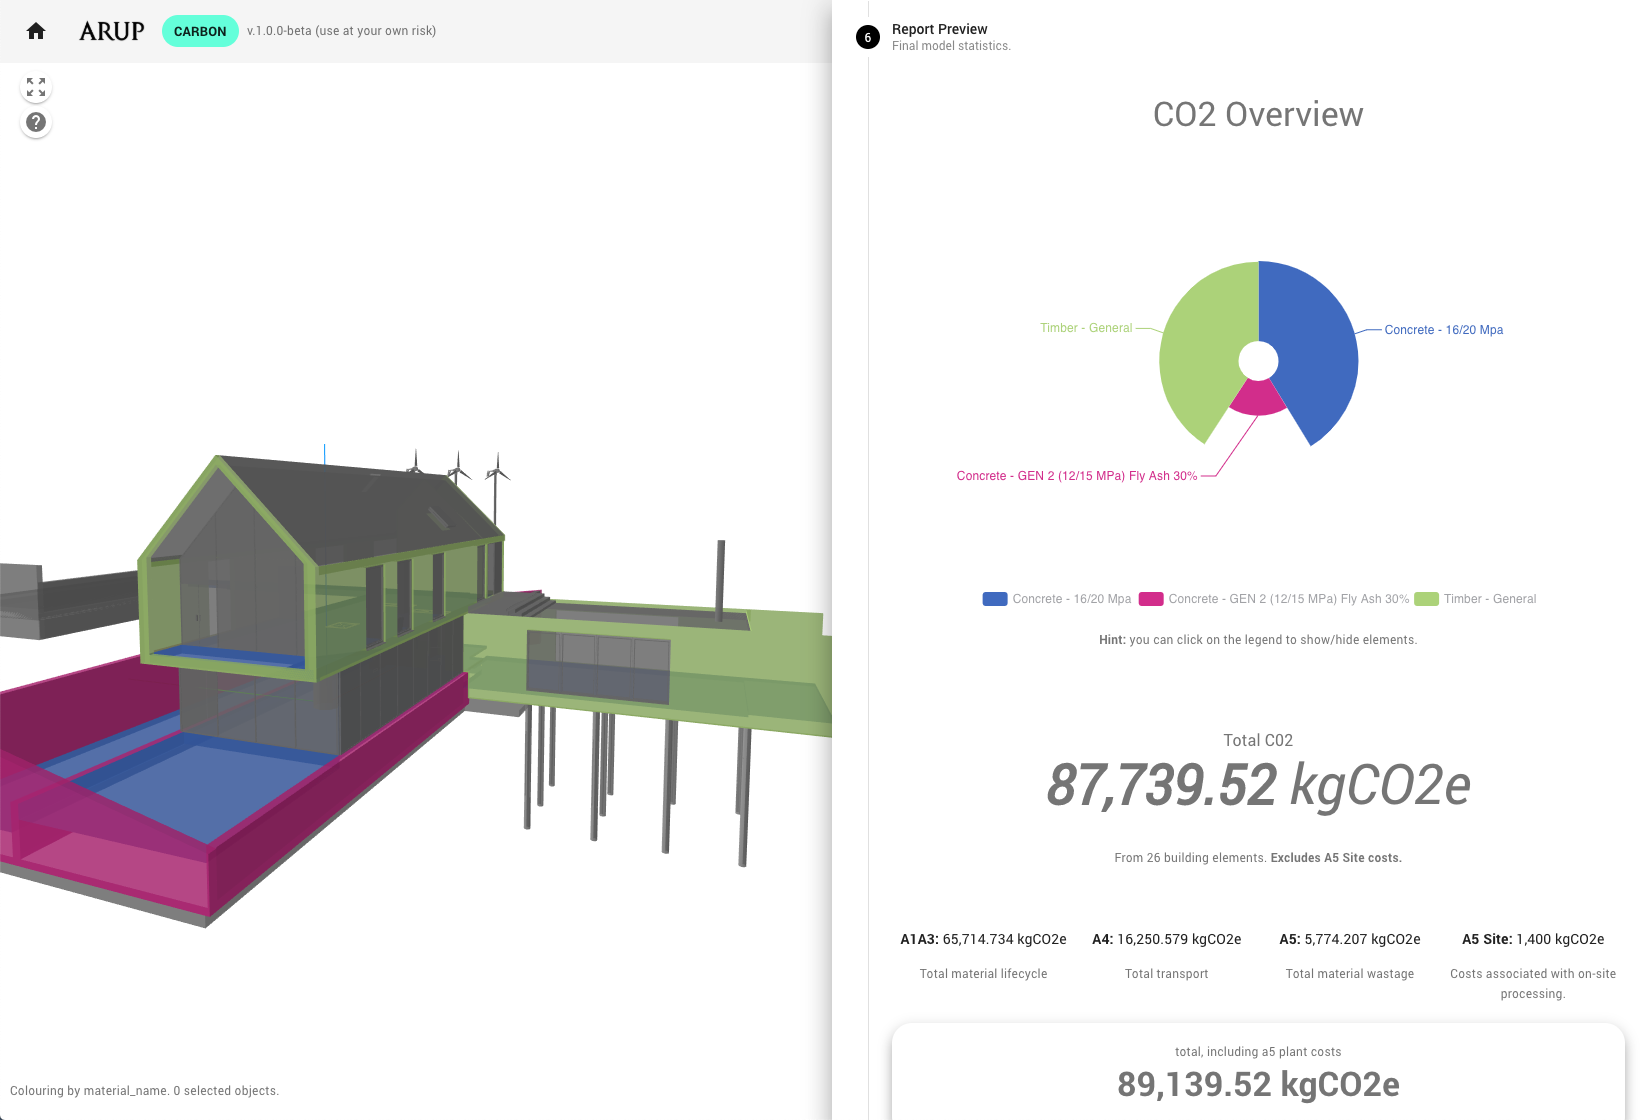 ARUP
CARBON
v.1.0.0-beta (use at your own risk)
Colouring by material_name. 0 selected objects.
6
Report Preview
Final model statistics.
CO2 Overview
Timber - General
Concrete - 16/20 Mpa
Concrete - GEN 2 (12/15 MPa) Fly Ash 30%
Concrete - 16/20 Mpa
Concrete - GEN 2 (12/15 MPa) Fly Ash 30%
Timber - General
Hint: you can click on the legend to show/hide elements.
Total C02
87,739.52 kgCO2e
From 26 building elements. Excludes A5 Site costs.
A1A3: 65,714.734 kgCO2e
Total material lifecycle
A4: 16,250.579 kgCO2e
Total transport
A5: 5,774.207 kgCO2e
Total material wastage
A5 Site: 1,400 kgCO2e
Costs associated with on-site
processing.
total, including a5 plant costs
89,139.52 kgCO2e